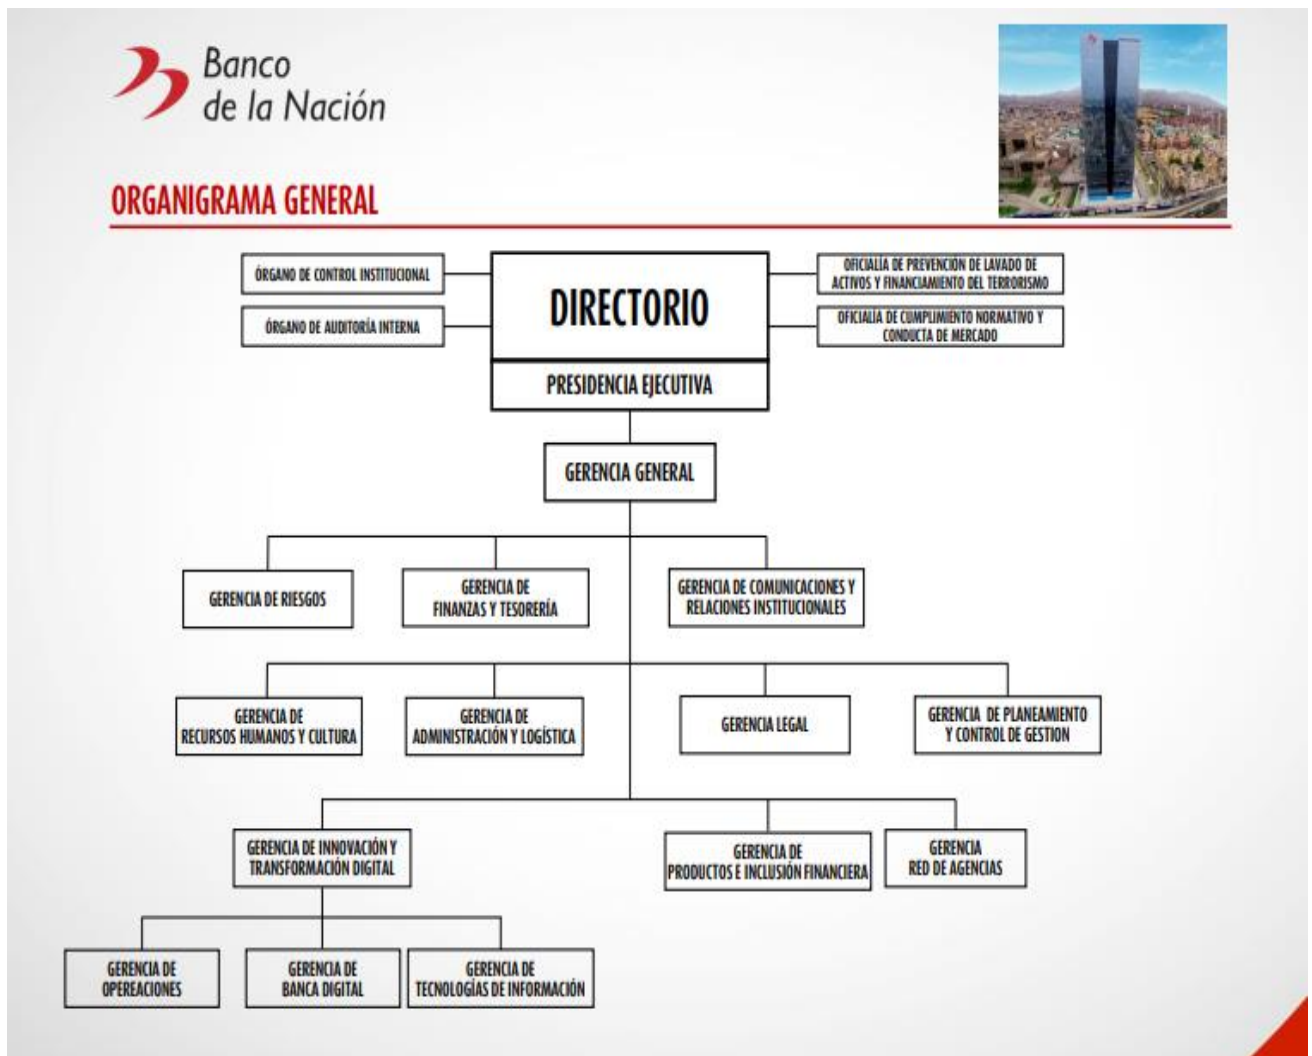 Banco
de la Nación
ORGANIGRAMA GENERAL
ÓRGANO DE CONTROL INSTITUCIONAL
ÓRGANO DE AUDITORÍA INTERNA
DIRECTORIO
PRESIDENCIA EJECUTIVA
OFICIALÍA DE PREVENCIÓN DE LAVADO DE
ACTIVOS Y FINANCIAMIENTO DEL TERRORISMO
OFICIALÍA DE CUMPLIMIENTO NORMATIVO Y
CONDUCTA DE MERCADO
GERENCIA GENERAL
GERENCIA DE RIESGOS
GERENCIA DE
FINANZAS Y TESORERÍA
GERENCIA DE COMUNICACIONES Y
RELACIONES INSTITUCIONALES
GERENCIA DE
RECURSOS HUMANOS Y CULTURA
GERENCIA DE
ADMINISTRACIÓN Y LOGÍSTICA
GERENCIA LEGAL
GERENCIA DE PLANEAMIENTO
Y CONTROL DE GESTION
GERENCIA DE INNOVACIÓN Y
TRANSFORMACIÓN DIGITAL
GERENCIA DE
PRODUCTOS E INCLUSIÓN FINANCIERA
GERENCIA
RED DE AGENCIAS
GERENCIA DE
OPEREACIONES
GERENCIA DE
BANCA DIGITAL
GERENCIA DE
TECNOLOGÍAS DE INFORMACIÓN